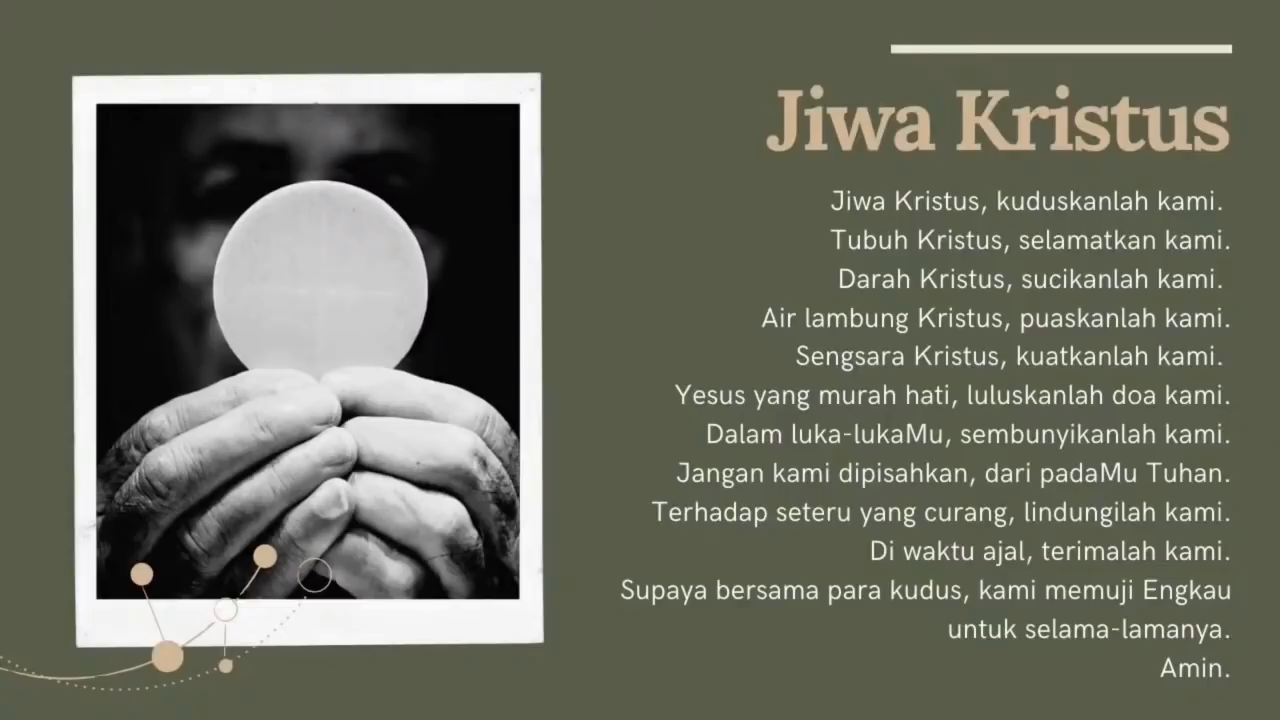 Jiwa Kristus
Jiwa Kristus, kuduskanlah kami.
Tubuh Kristus, selamatkan kami.
Darah Kristus, sucikanlah kami.
Air lambung Kristus, puaskanlah kami.
Sengsara Kristus, kuatkanlah kami.
Yesus yang murah hati, luluskanlah doa kami.
Dalam luka-lukaMu, sembunyikanlah kami.
Jangan kami dipisahkan, dari padaMu Tuhan.
Terhadap seteru yang curang, lindungilah kami.
Di waktu ajal, terimalah kami.
Supaya bersama para kudus, kami memuji Engkau
untuk selama-lamanya.
Amin.